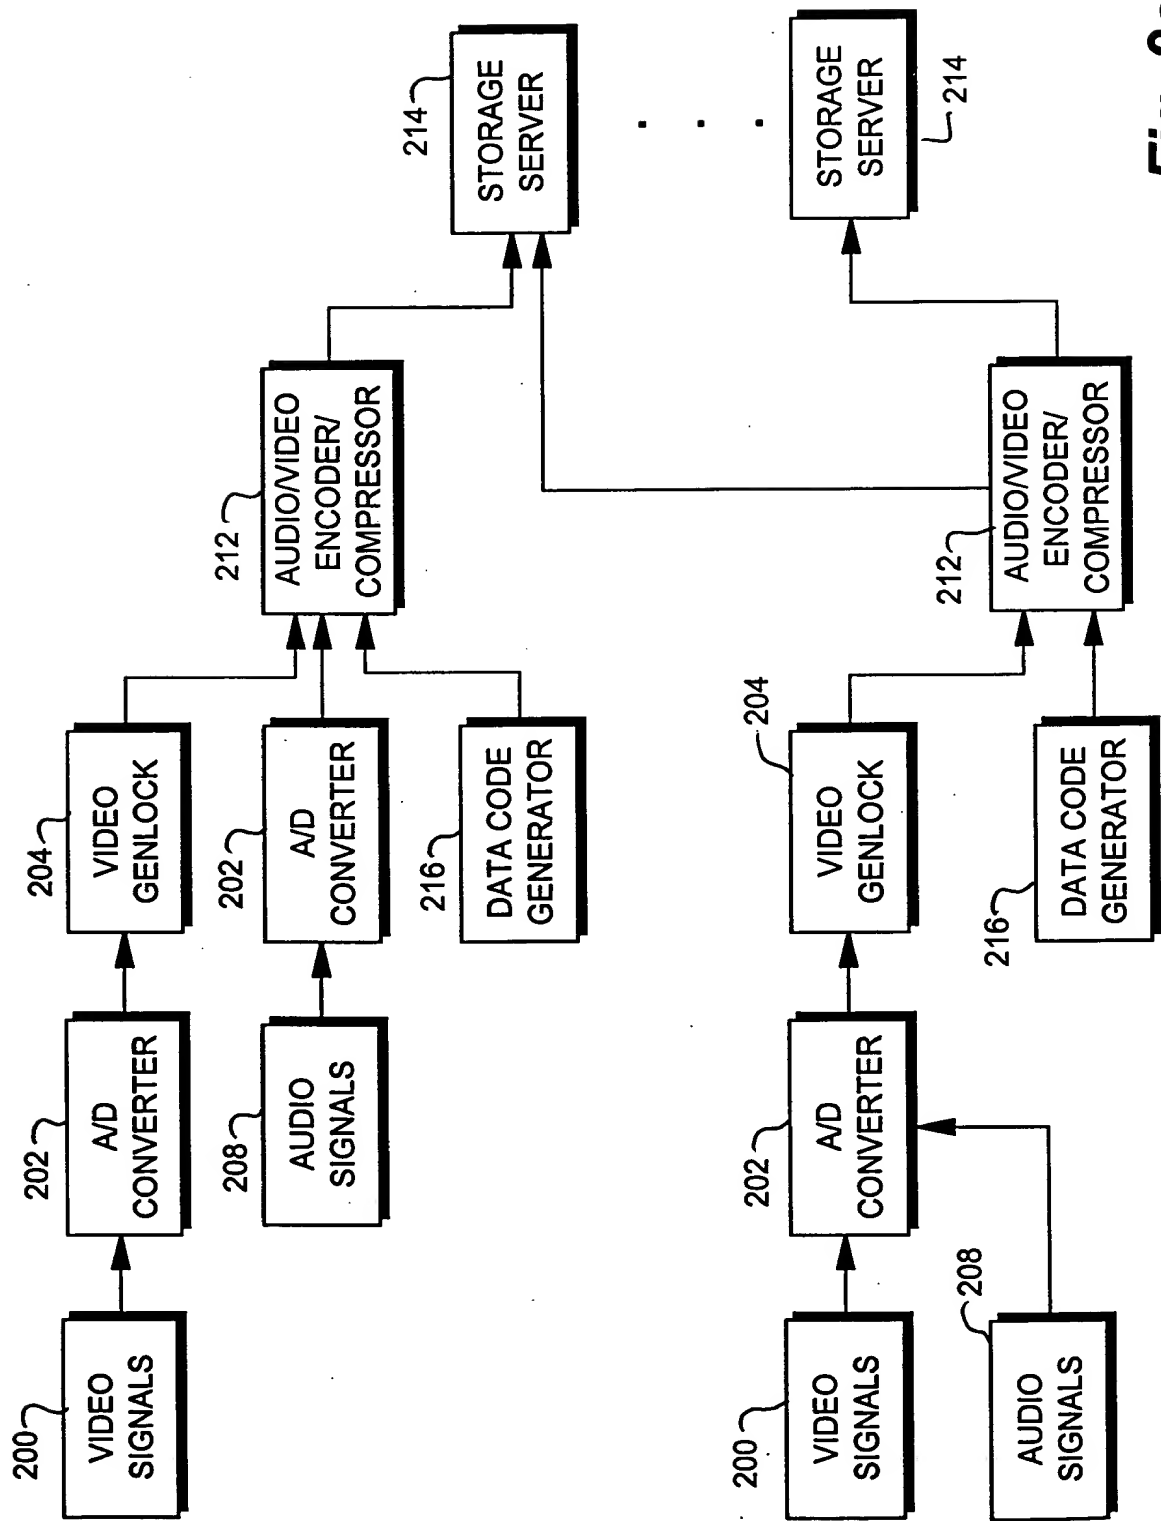 200
VIDEO
SIGNALS
202
A/D
CONVERTER
204
VIDEO
GENLOCK
208
AUDIO
SIGNALS
202
A/D
CONVERTER
216
DATA CODE
GENERATOR
212
AUDIO/VIDEO
ENCODER/
COMPRESSOR
214
STORAGE
SERVER
200
VIDEO
SIGNALS
208
AUDIO
SIGNALS
202
A/D
CONVERTER
204
VIDEO
GENLOCK
216
DATA CODE
GENERATOR
212
AUDIO/VIDEO
ENCODER/
COMPRESSOR
STORAGE
SERVER
214
Fig.